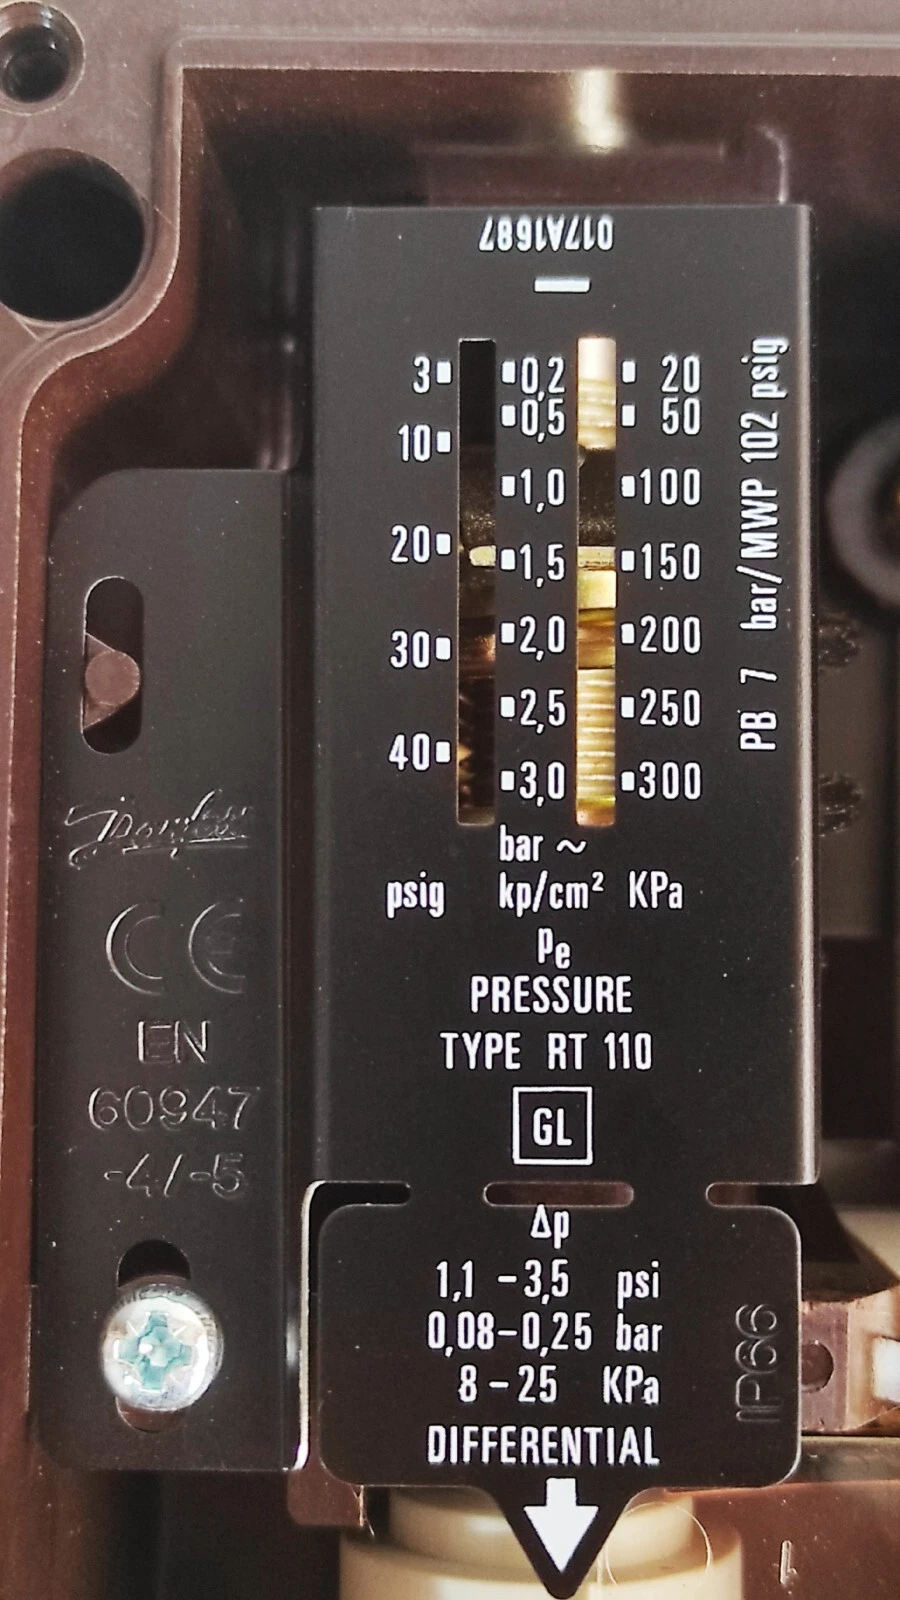 017A1687
3 0,2 20
0,5 50
10
1,0 100
20
1,5 150
2,0 200
30
2,5 250
40
3,0 300
bar ~
psig kp/cm² KPa
pe
PRESSURE
TYPE RT 110
GL
PB 7 bar/MWP 102 psig
Δp
1,1 -3,5 psi
0,08-0,25 bar
8-25 KPa
DIFFERENTIAL
IP66
Danfoss
CE
EN
60947
-4/-5